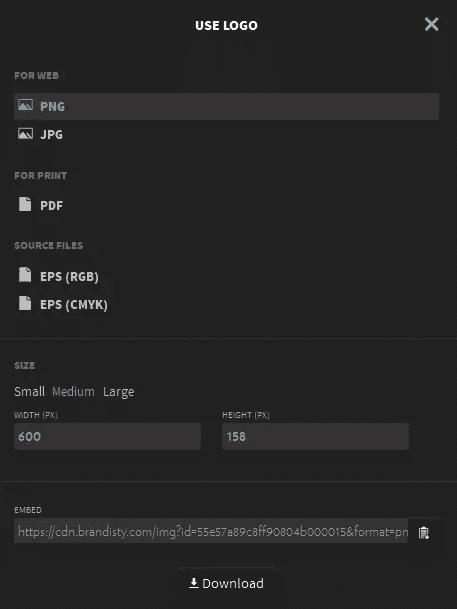 USE LOGO
FOR WEB
PNG
JPG
FOR PRINT
PDF
SOURCE FILES
EPS (RGB)
EPS (CMYK)
SIZE
Small Medium Large
WIDTH (PX) HEIGHT (PX)
600 158
EMBED
https://cdn.brandisty.com/img?id=55e57a89c8ff90804b000015&format=pn
Download